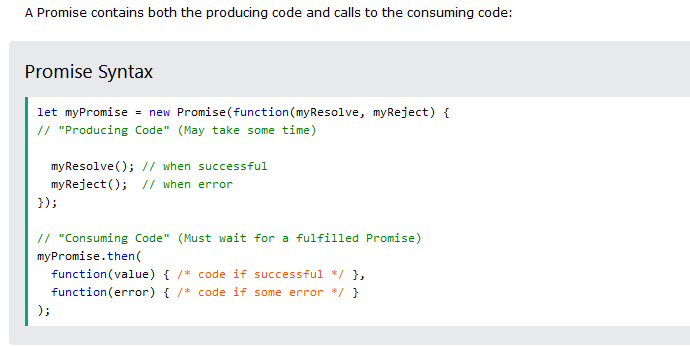 A Promise contains both the producing code and calls to the consuming code:
Promise Syntax
let myPromise = new Promise(function(myResolve, myReject) {
// "Producing Code" (May take some time)
myResolve(); // when successful
myReject();  // when error
});
// "Consuming Code" (Must wait for a fulfilled Promise)
myPromise.then(
function(value) { /* code if successful */ },
function(error) { /* code if some error */ }
);